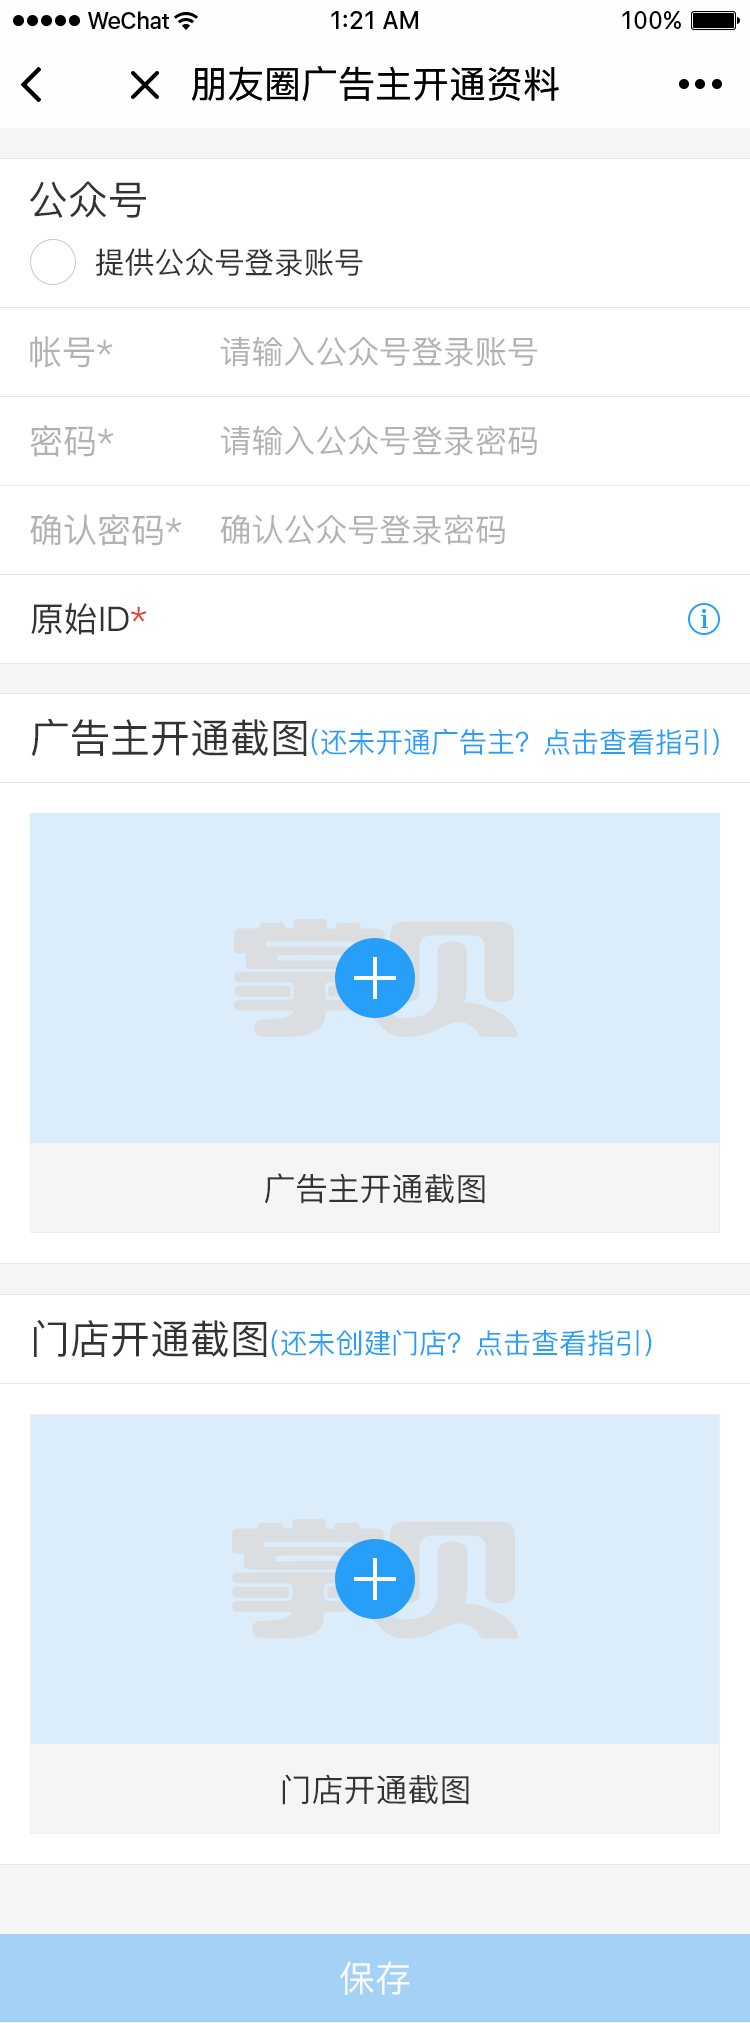 ●●●●● WeChat 1:21 AM 100%
朋友圈广告主开通资料
公众号
提供公众号登录账号
帐号* 请输入公众号登录账号
密码* 请输入公众号登录密码
确认密码* 确认公众号登录密码
原始ID*
广告主开通截图(还未开通广告主？点击查看指引)
掌贝
广告主开通截图
门店开通截图(还未创建门店？点击查看指引)
掌贝
门店开通截图
保存